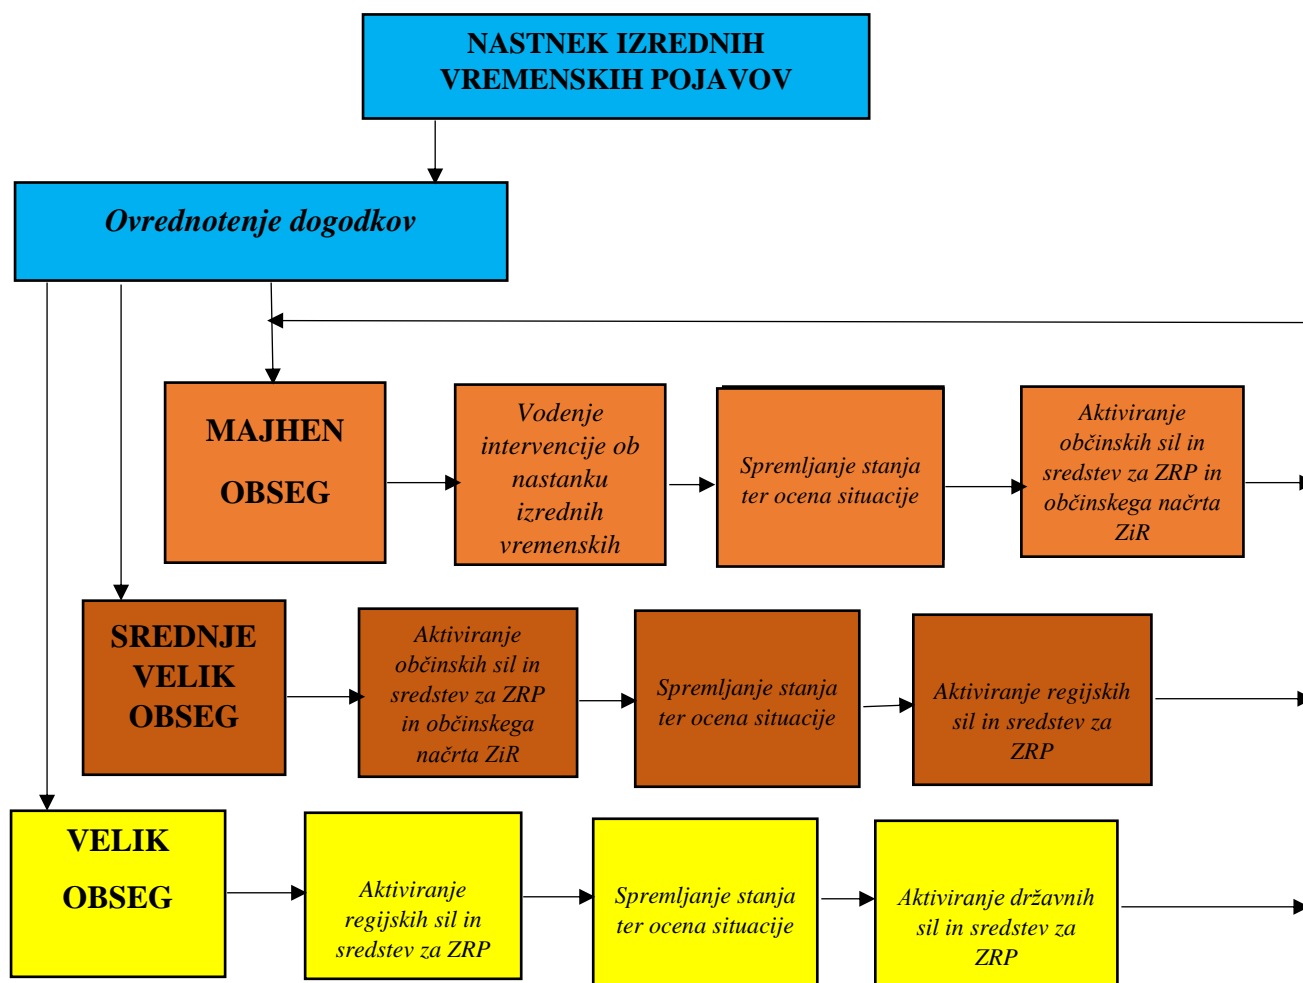 NASTNEK IZREDNIH
VREMENSKIH POJAVOV
Ovrednotenje dogodkov
MAJHEN
OBSEG
Vodenje
intervencije ob
nastanku
izrednih
vremenskih
Spremljanje stanja
ter ocena situacije
Aktiviranje
občinskih sil in
sredstev za ZRP in
občinskega načrta
ZiR
SREDNJE
VELIK
OBSEG
Aktiviranje
občinskih sil in
sredstev za ZRP
in občinskega
načrta ZiR
Spremljanje stanja
ter ocena situacije
Aktiviranje regijskih
sil in sredstev za
ZRP
VELIK
OBSEG
Aktiviranje
regijskih sil in
sredstev za ZRP
Spremljanje stanja
ter ocena situacije
Aktiviranje državnih
sil in sredstev za
ZRP